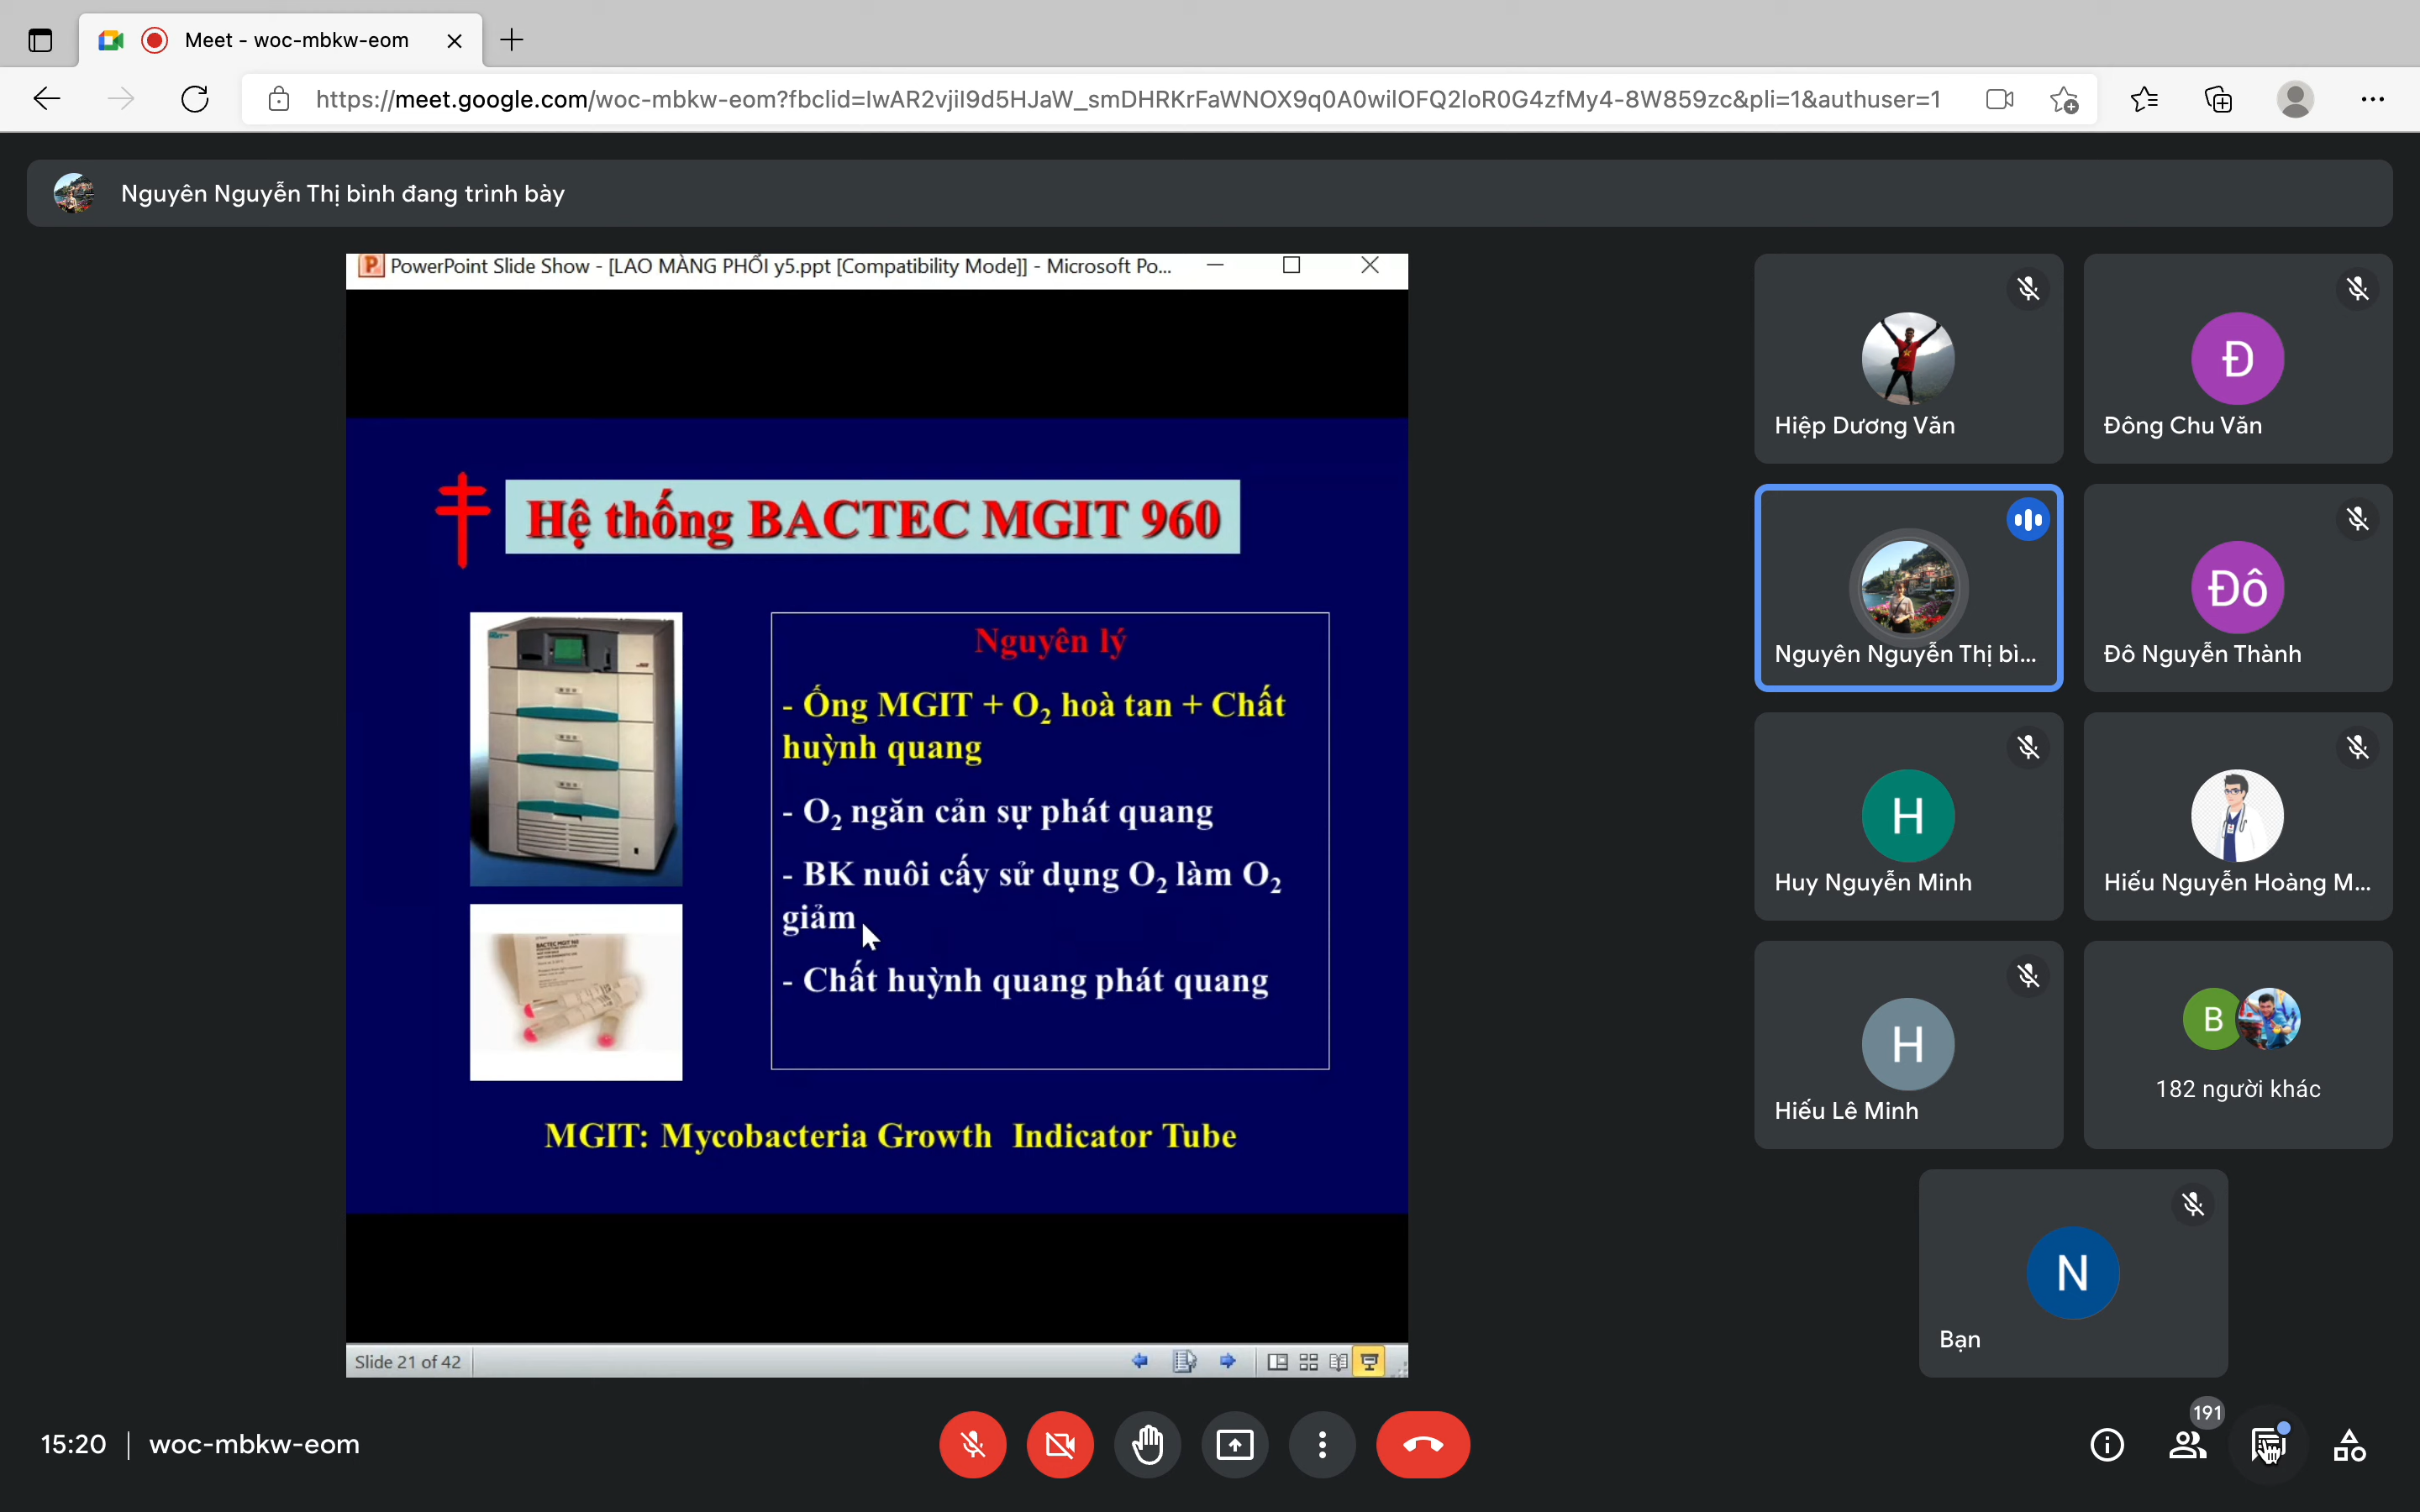 Meet - woc-mbkw-eom
https://meet.google.com/woc-mbkw-eom?fbclid=IwAR2vjil9d5HJaW_smDHRKrFaWNOX9q0A0wilOFQ2loR0G4zfMy4-8W859zc&pli=1&authuser=1
Nguyên Nguyễn Thị bình đang trình bày
PowerPoint Slide Show - [LAO MÀNG PHỔI y5.ppt [Compatibility Mode]] - Microsoft Po...
Hệ thống BACTEC MGIT 960
Nguyên lý
- Ống MGIT + O₂ hoà tan + Chất
huỳnh quang
- O₂ ngăn cản sự phát quang
- BK nuôi cấy sử dụng O₂ làm O₂
giảm
- Chất huỳnh quang phát quang
BACTEC MGIT 960
MGIT: Mycobacteria Growth Indicator Tube
Slide 21 of 42
Hiệp Dương Văn
Đ
Đông Chu Văn
Nguyên Nguyễn Thị bì...
Đô
Đô Nguyễn Thành
H
Huy Nguyễn Minh
Hiếu Nguyễn Hoàng M...
H
Hiếu Lê Minh
B
182 người khác
N
Bạn
15:20 | woc-mbkw-eom
191